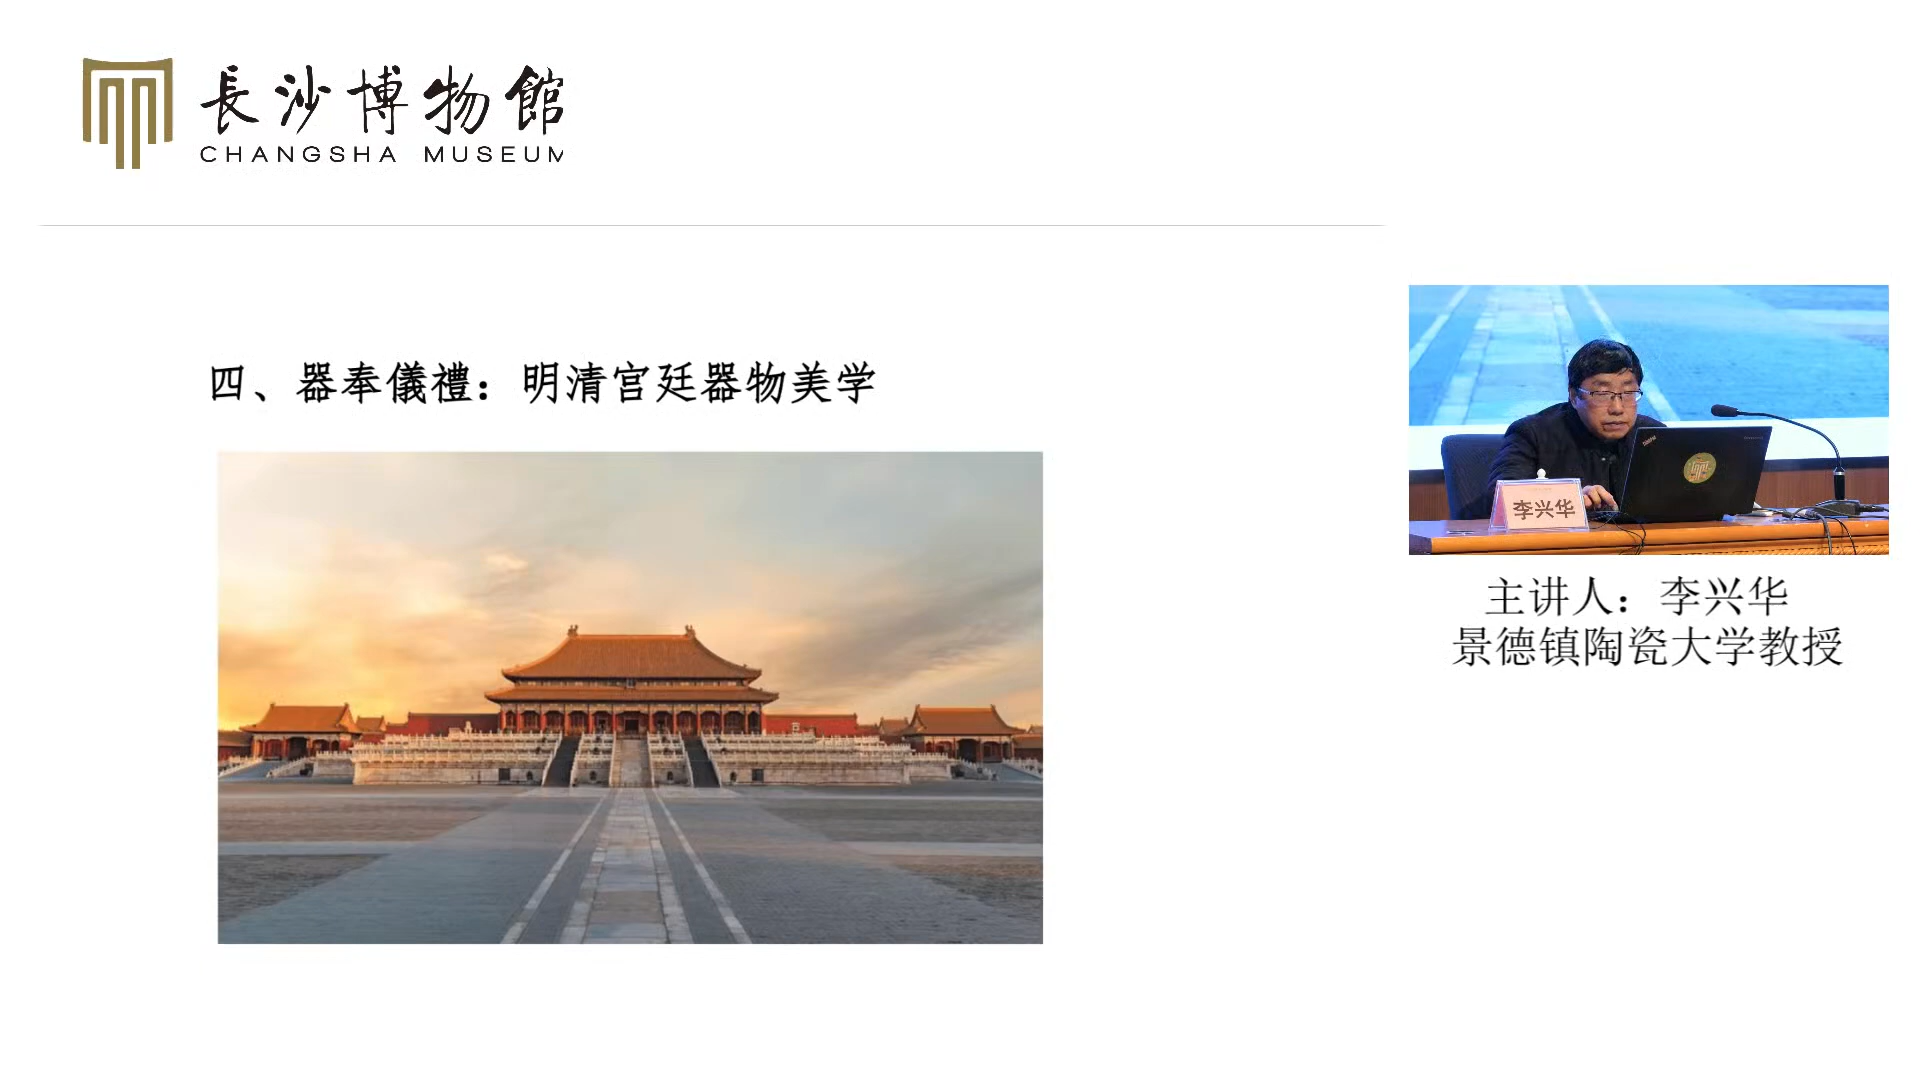 長沙博物館
CHANGSHA MUSEUM
四、器奉儀禮：明清宫廷器物美学
李兴华
主讲人：李兴华
景德镇陶瓷大学教授